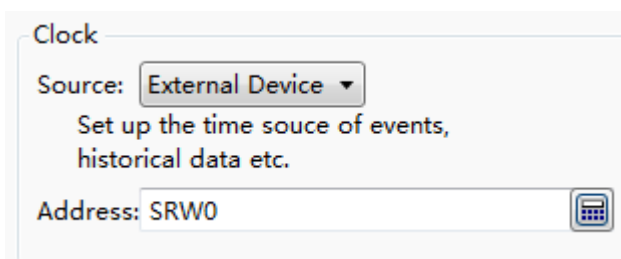 Clock
Source: External Device
Set up the time souce of events,
historical data etc.
Address: SRW0